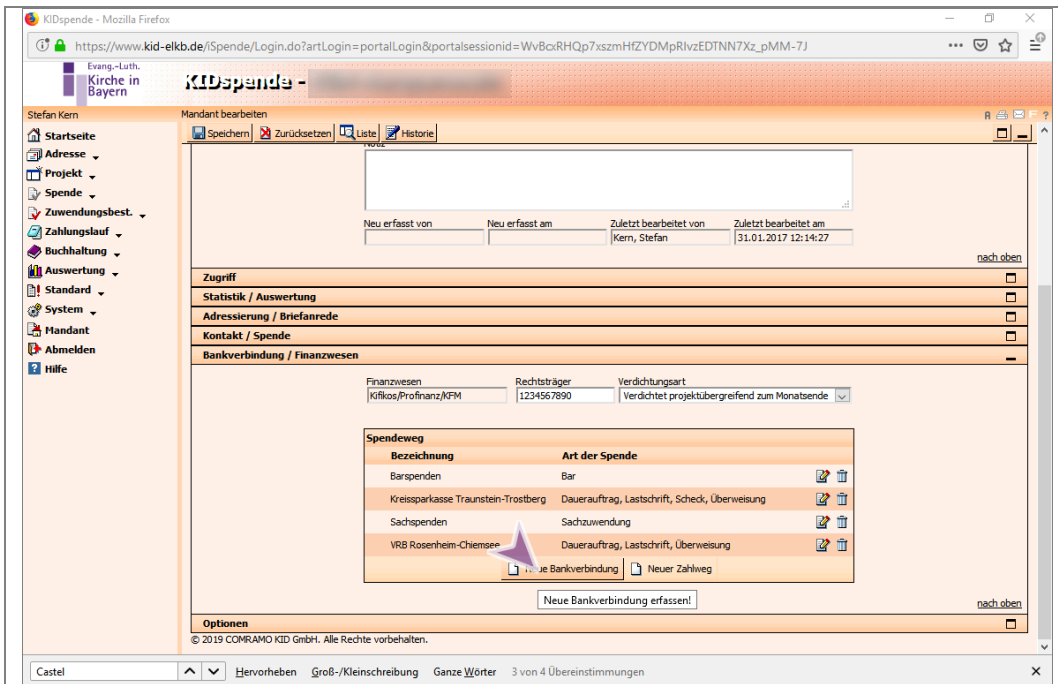 KIDspende - Mozilla Firefox
https://www.kid-elkb.de/iSpende/Login.do?artLogin=portalLogin&portalsessionid=WvBcxRHQp7xszmHfZYDMpRIvzEDTNN7Xz_pMM-7J
Evang.-Luth.
Kirche in
Bayern
KIDspende -
Stefan Kern
Mandant bearbeiten
Speichern Zurücksetzen Liste Historie
Startseite
Adresse
Projekt
Spende
Zuwendungsbest.
Zahlungslauf
Buchhaltung
Auswertung
Standard
System
Mandant
Abmelden
Hilfe
Notiz
Neu erfasst von Neu erfasst am Zuletzt bearbeitet von Zuletzt bearbeitet am
Kern, Stefan 31.01.2017 12:14:27
nach oben
Zugriff
Statistik / Auswertung
Adressierung / Briefanrede
Kontakt / Spende
Bankverbindung / Finanzwesen
Finanzwesen Rechtsträger Verdichtungsart
Kifikos/Profinanz/KFM 1234567890 Verdichtet projektübergreifend zum Monatsende
Spendeweg
Bezeichnung Art der Spende
Barspenden Bar
Kreissparkasse Traunstein-Trostberg Dauerauftrag, Lastschrift, Scheck, Überweisung
Sachspenden Sachzuwendung
VRB Rosenheim-Chiemsee Dauerauftrag, Lastschrift, Überweisung
Neue Bankverbindung Neuer Zahlweg
Neue Bankverbindung erfassen!
nach oben
Optionen
© 2019 COMRAMO KID GmbH. Alle Rechte vorbehalten.
Castel Hervorheben Groß-/Kleinschreibung Ganze Wörter 3 von 4 Übereinstimmungen